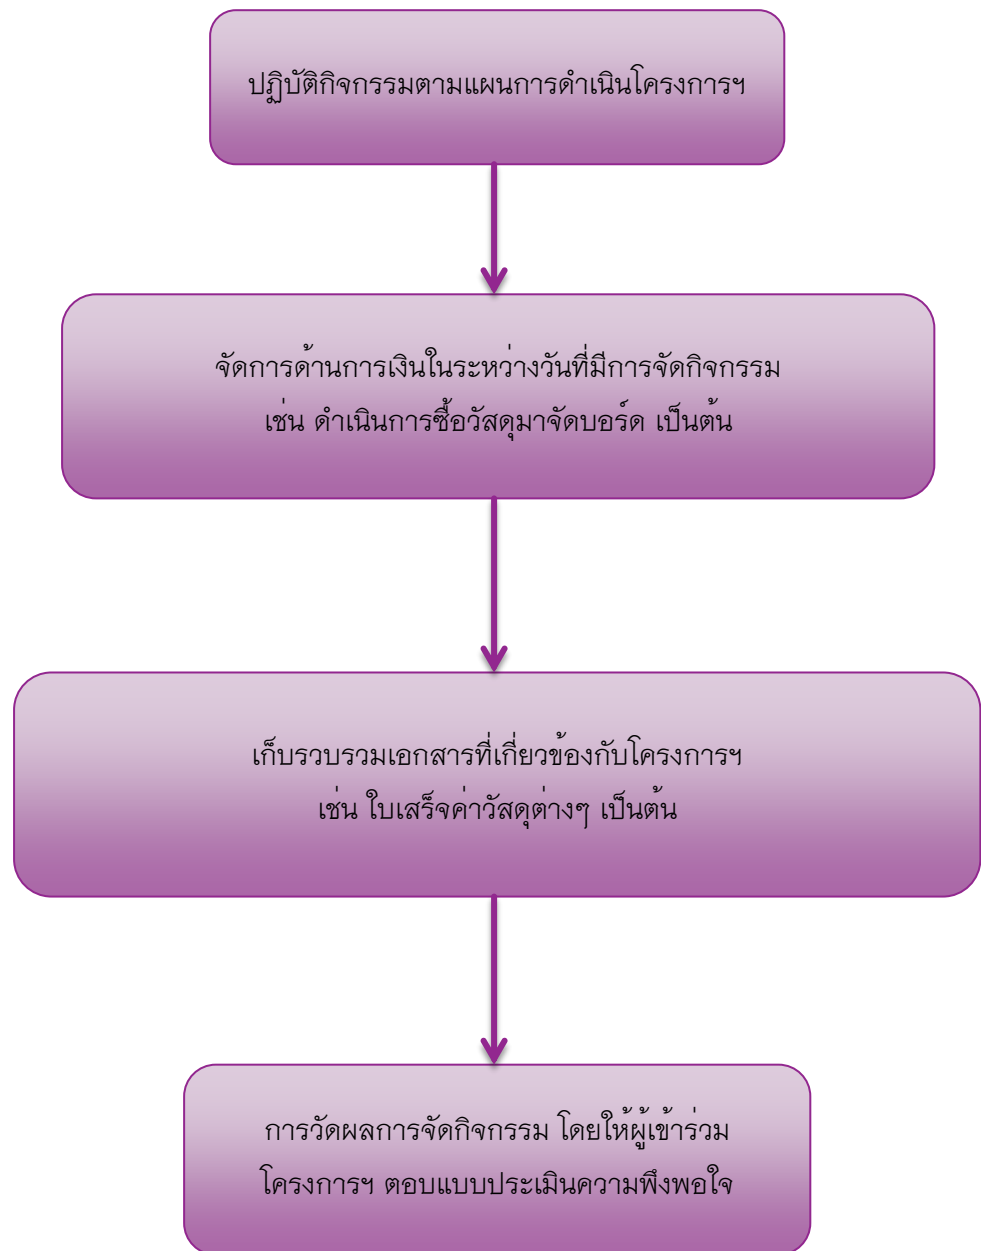 ปฏิบัติกิจกรรมตามแผนการดำเนินโครงการฯ
จัดการด้านการเงินในระหว่างวันที่มีการจัดกิจกรรม
เช่น ดำเนินการซื้อวัสดุมาจัดบอร์ด เป็นต้น
เก็บรวบรวมเอกสารที่เกี่ยวข้องกับโครงการฯ
เช่น ใบเสร็จค่าวัสดุต่างๆ เป็นต้น
การวัดผลการจัดกิจกรรม โดยให้ผู้เข้าร่วม
โครงการฯ ตอบแบบประเมินความพึงพอใจ